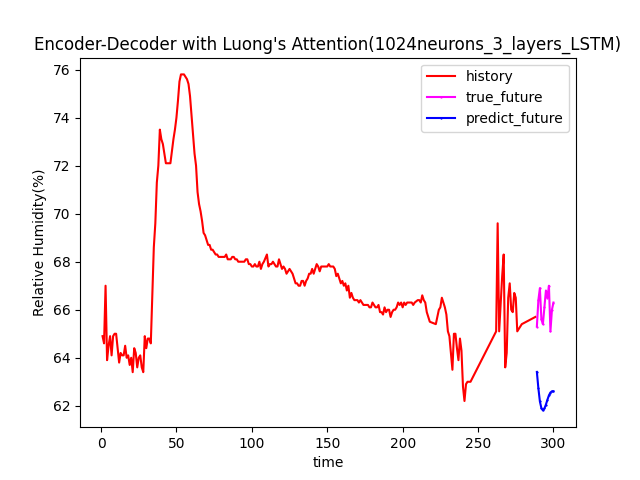 Encoder-Decoder with Luong's Attention(1024neurons_3_layers_LSTM)
history
true_future
predict_future
Relative Humidity(%)
76
74
72
70
68
66
64
62
0 50 100 150 200 250 300
time